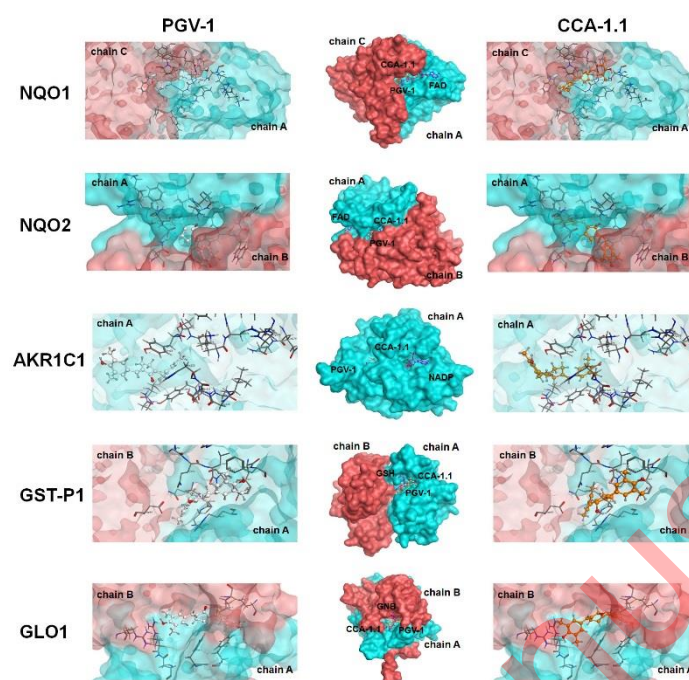 PGV-1
CCA-1.1
NQO1
chain C
chain A
chain C
CCA-1.1
PGV-1
FAD
chain A
chain C
chain A
NQO2
chain A
chain B
chain A
FAD
CCA-1.1
PGV-1
chain B
chain A
chain B
AKR1C1
chain A
chain A
CCA-1.1
PGV-1
NADP
chain A
GST-P1
chain B
chain A
chain B
chain A
GSH
CCA-1.1
PGV-1
chain B
chain A
GLO1
chain B
chain A
chain B
GNB
CCA-1.1
PGV-1
chain A
chain B
chain A